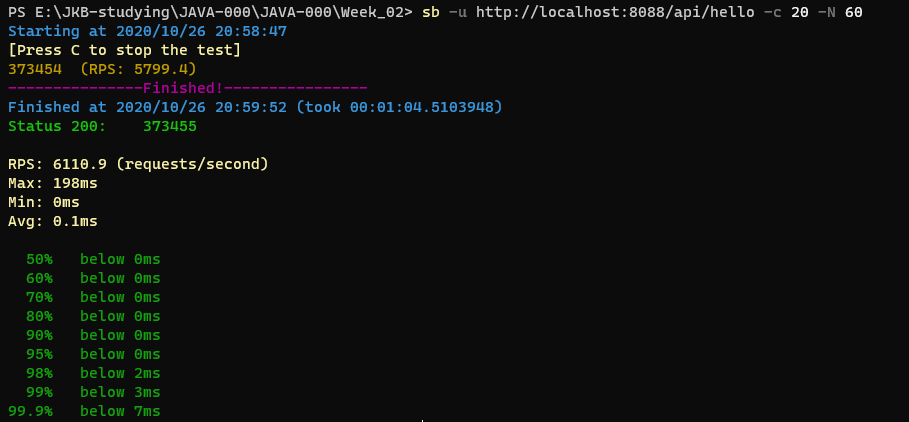 PS E:\JKB-studying\JAVA-000\JAVA-000\Week_02> sb -u http://localhost:8088/api/hello -c 20 -N 60
Starting at 2020/10/26 20:58:47
[Press C to stop the test]
373454  (RPS: 5799.4)
---------------Finished!----------------
Finished at 2020/10/26 20:59:52 (took 00:01:04.5103948)
Status 200:    373455
RPS: 6110.9 (requests/second)
Max: 198ms
Min: 0ms
Avg: 0.1ms
50%   below 0ms
60%   below 0ms
70%   below 0ms
80%   below 0ms
90%   below 0ms
95%   below 0ms
98%   below 2ms
99%   below 3ms
99.9%   below 7ms